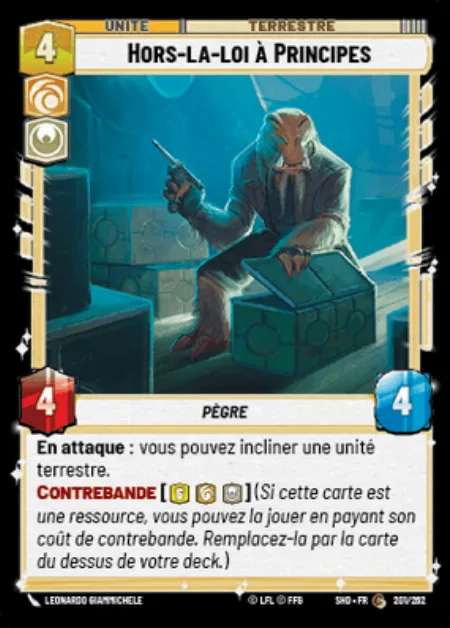 UNITÉ
TERRESTRE
4
HORS-LA-LOI À PRINCIPES
4
PÈGRE
4
En attaque : vous pouvez incliner une unité
terrestre.
CONTREBANDE [](Si cette carte est
une ressource, vous pouvez la jouer en payant son
coût de contrebande. Remplacez-la par la carte
du dessus de votre deck.)
LEONARDO GIAMMICHELE
© LFL © FFG
SHD • FR
C
201/262